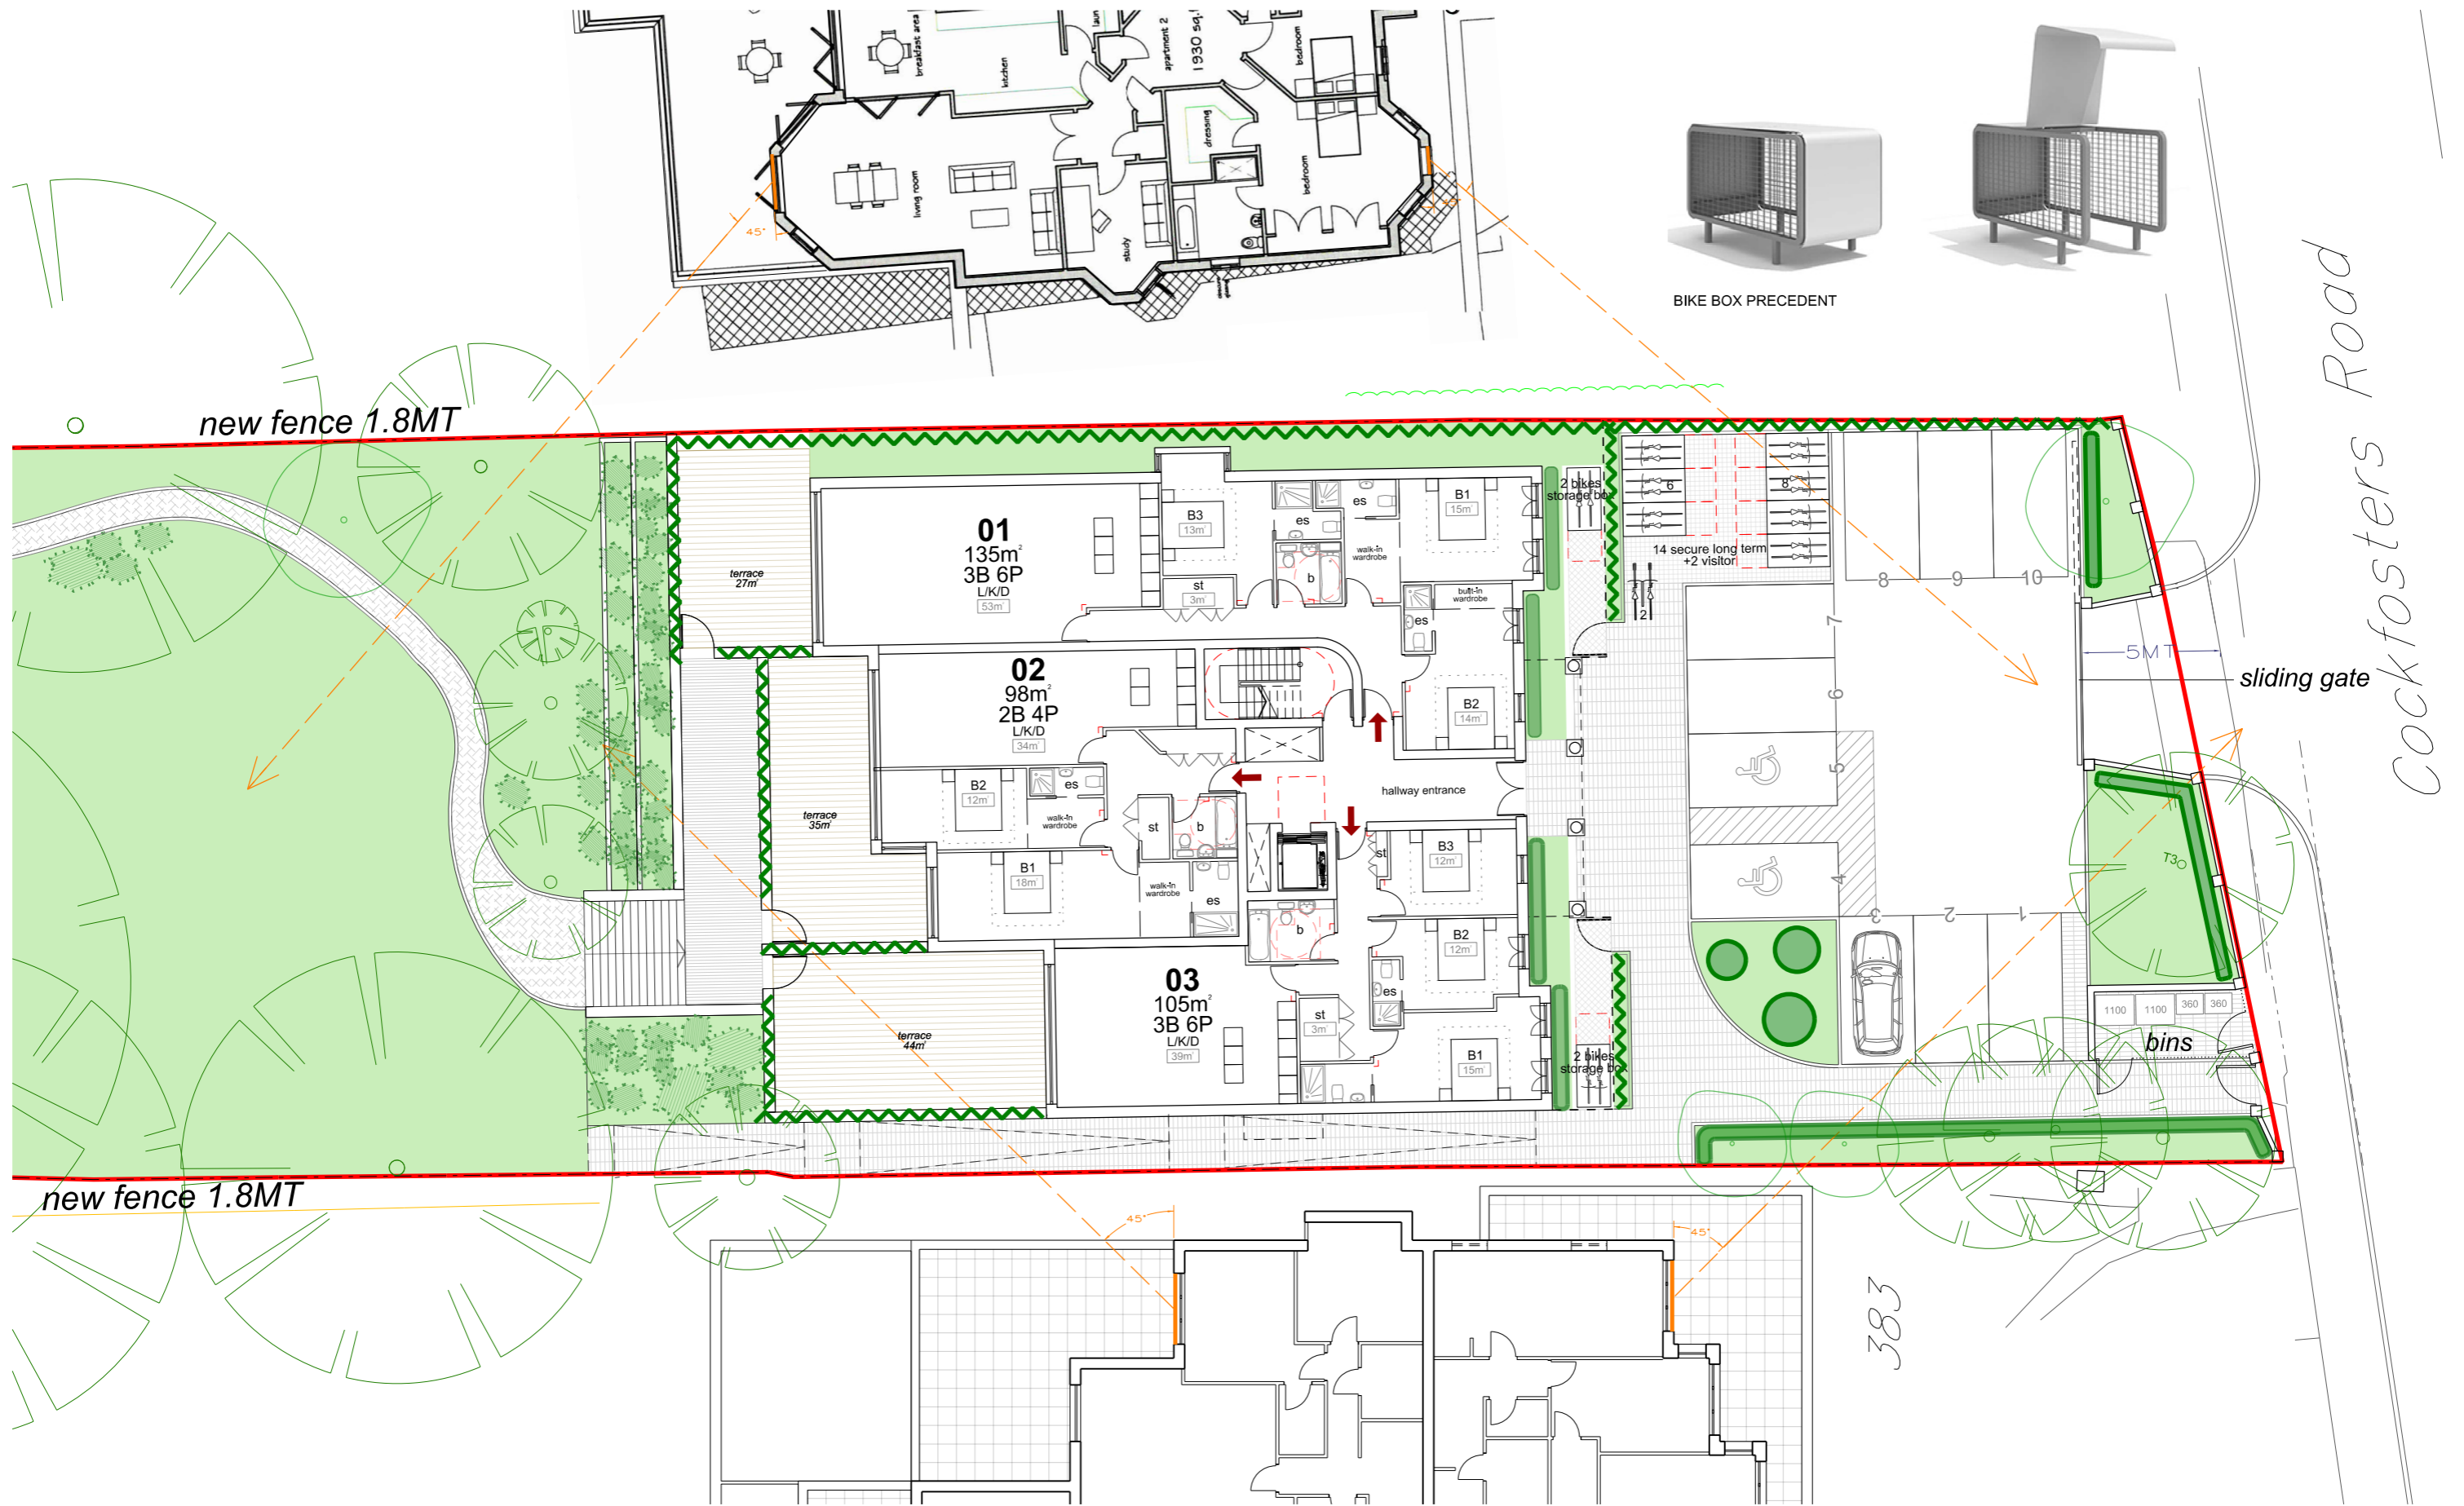 breakfast area
kitchen
laun
apartment 2
1930 sq.
bedroom
dressing
living room
study
bedroom
45°
BIKE BOX PRECEDENT
Cockfosters Road
new fence 1.8MT
01
135m²
3B 6P
L/K/D
53m²
terrace
27m²
B3
13m²
es
es
B1
15m²
walk-in
wardrobe
b
st
3m²
built-in
wardrobe
es
B2
14m²
2 bikes
storage box
6
8
14 secure long term
+2 visitor
2
8
9
10
7
6
5
4
3
2
1
5MT
sliding gate
02
98m²
2B 4P
L/K/D
34m²
B2
12m²
es
walk-in
wardrobe
st
b
B1
18m²
walk-in
wardrobe
es
terrace
35m²
hallway entrance
st
B3
12m²
b
B2
12m²
es
03
105m²
3B 6P
L/K/D
39m²
st
3m²
B1
15m²
terrace
44m²
2 bikes
storage box
T3
1100
1100
360
360
bins
new fence 1.8MT
45°
45°
383